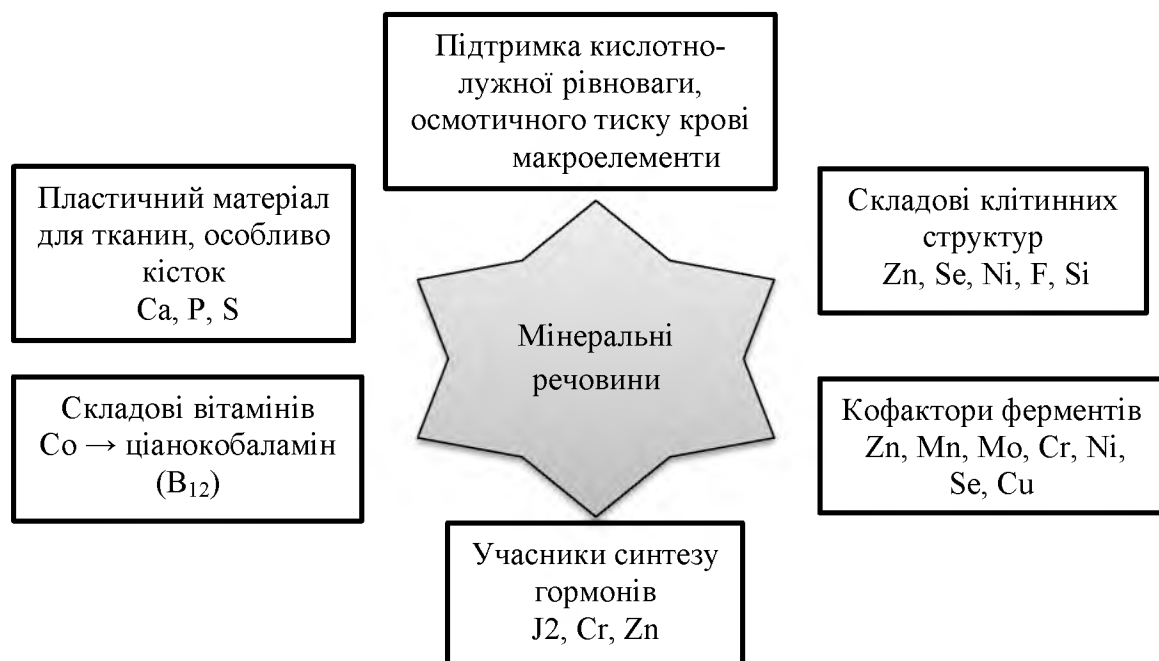 Підтримка кислотно-
лужної рівноваги,
осмотичного тиску крові
макроелементи
Пластичний матеріал
для тканин, особливо
кісток
Ca, P, S
Складові клітинних
структур
Zn, Se, Ni, F, Si
Мінеральні
речовини
Складові вітамінів
Co → ціанокобаламін
(B₁₂)
Кофактори ферментів
Zn, Mn, Mo, Cr, Ni,
Se, Cu
Учасники синтезу
гормонів
J2, Cr, Zn